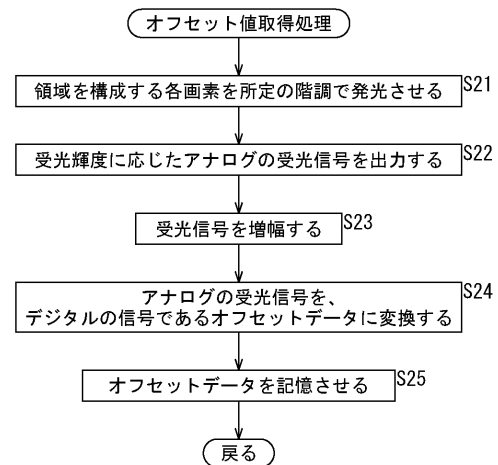 オフセット値取得処理
領域を構成する各画素を所定の階調で発光させる
S21
受光輝度に応じたアナログの受光信号を出力する
S22
受光信号を増幅する
S23
アナログの受光信号を、
デジタルの信号であるオフセットデータに変換する
S24
オフセットデータを記憶させる
S25
戻る